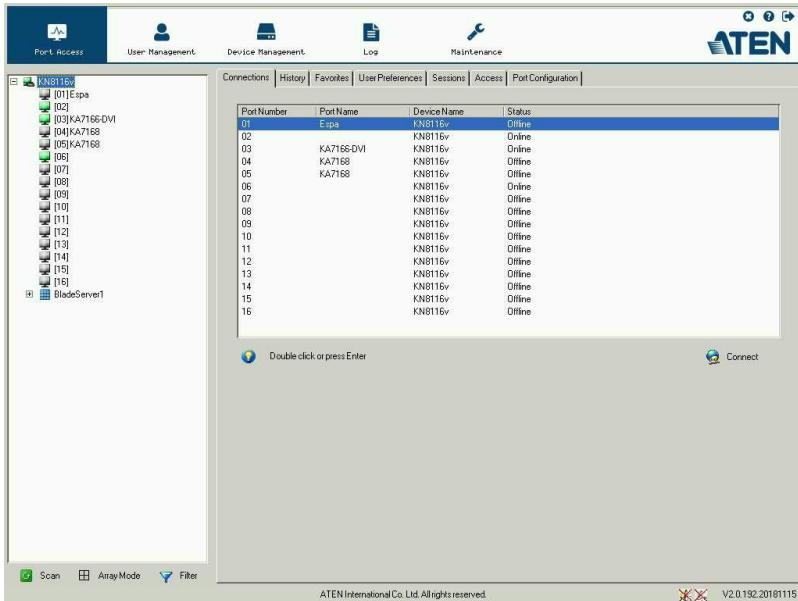 Port Access
User Management
Device Management
Log
Maintenance
ATEN
KN8116v
[01]Espa
[02]
[03]KA7166-DVI
[04]KA7168
[05]KA7168
[06]
[07]
[08]
[09]
[10]
[11]
[12]
[13]
[14]
[15]
[16]
BladeServer1
Scan
Array Mode
Filter
Connections History Favorites User Preferences Sessions Access Port Configuration
Port Number Port Name Device Name Status
01 Espa KN8116v Offline
02 KN8116v Online
03 KA7166-DVI KN8116v Online
04 KA7168 KN8116v Offline
05 KA7168 KN8116v Offline
06 KN8116v Online
07 KN8116v Offline
08 KN8116v Offline
09 KN8116v Offline
10 KN8116v Offline
11 KN8116v Offline
12 KN8116v Offline
13 KN8116v Offline
14 KN8116v Offline
15 KN8116v Offline
16 KN8116v Offline
Double click or press Enter
Connect
ATEN International Co. Ltd. All rights reserved.
V2.0.192.20181115